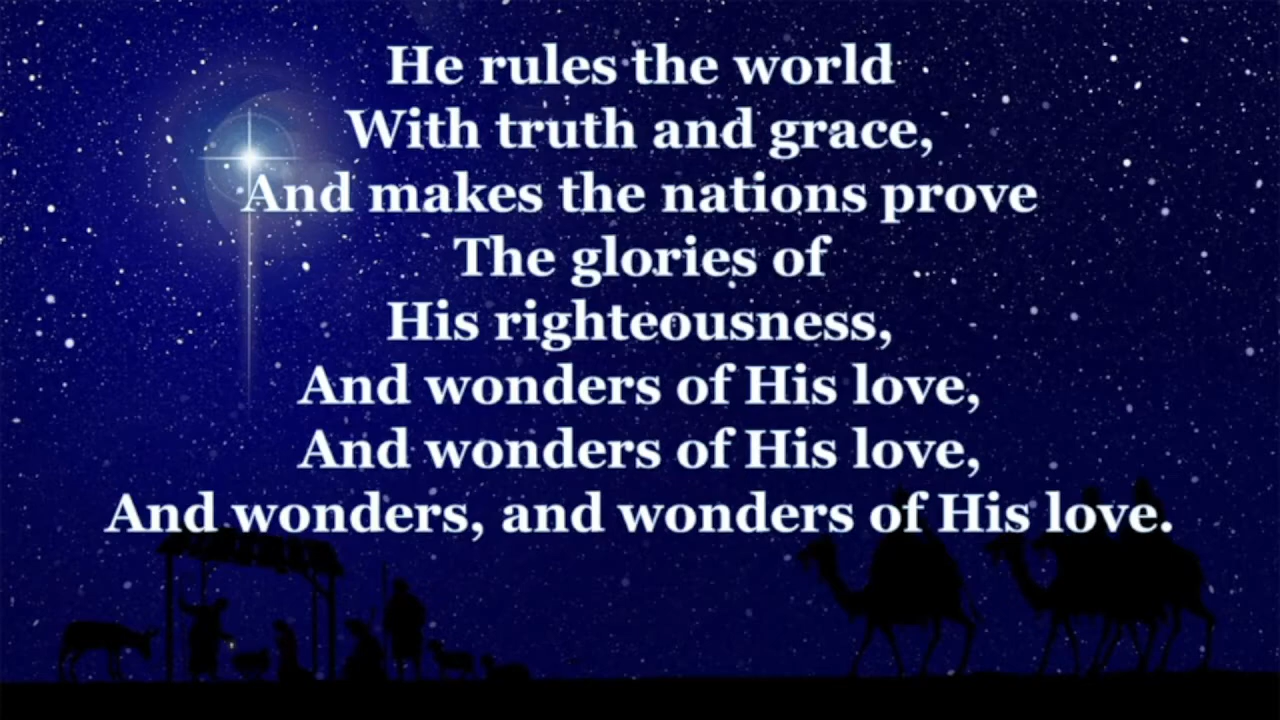 He rules the world
With truth and grace,
And makes the nations prove
The glories of
His righteousness,
And wonders of His love,
And wonders of His love,
And wonders, and wonders of His love.